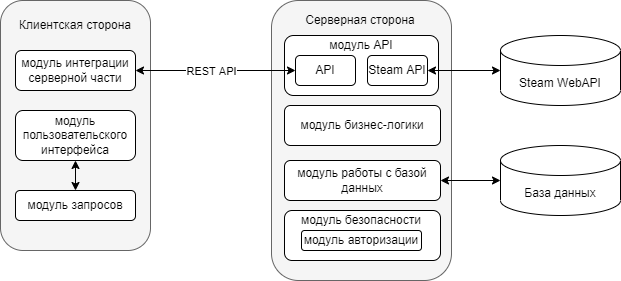 Клиентская сторона
модуль интеграции
серверной части
модуль
пользовательского
интерфейса
модуль запросов
REST API
Серверная сторона
модуль API
API
Steam API
модуль бизнес-логики
модуль работы с базой
данных
модуль безопасности
модуль авторизации
Steam WebAPI
База данных